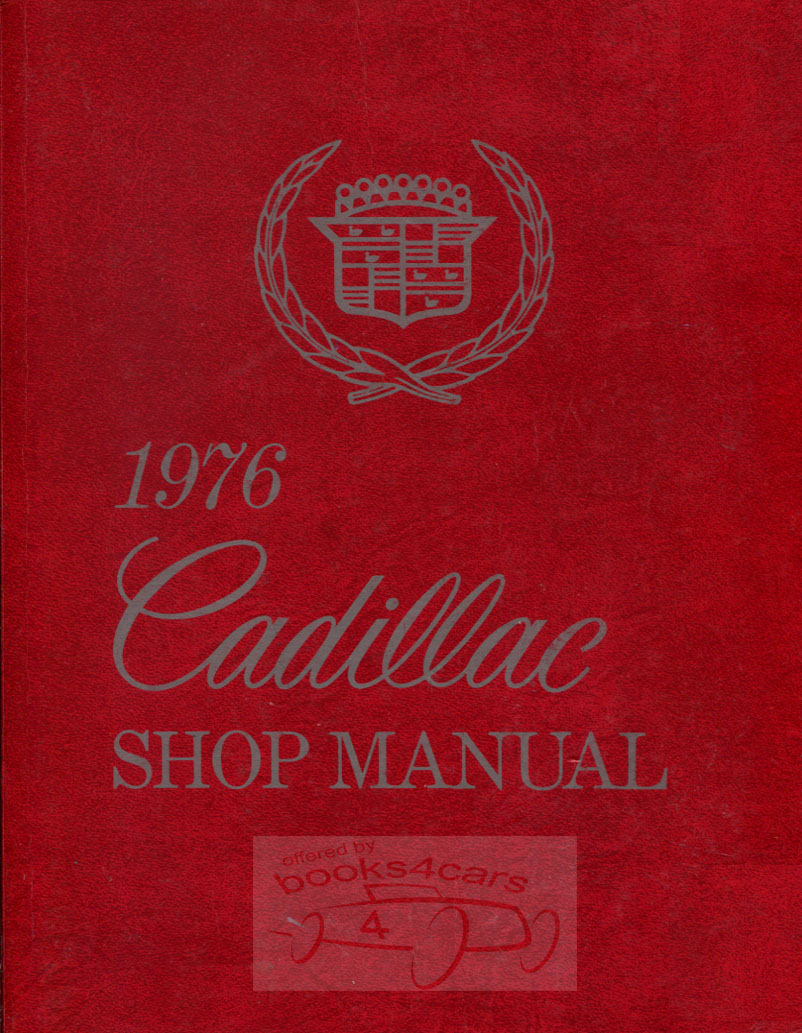 1976
Cadillac
SHOP MANUAL
offered by
books4cars
4